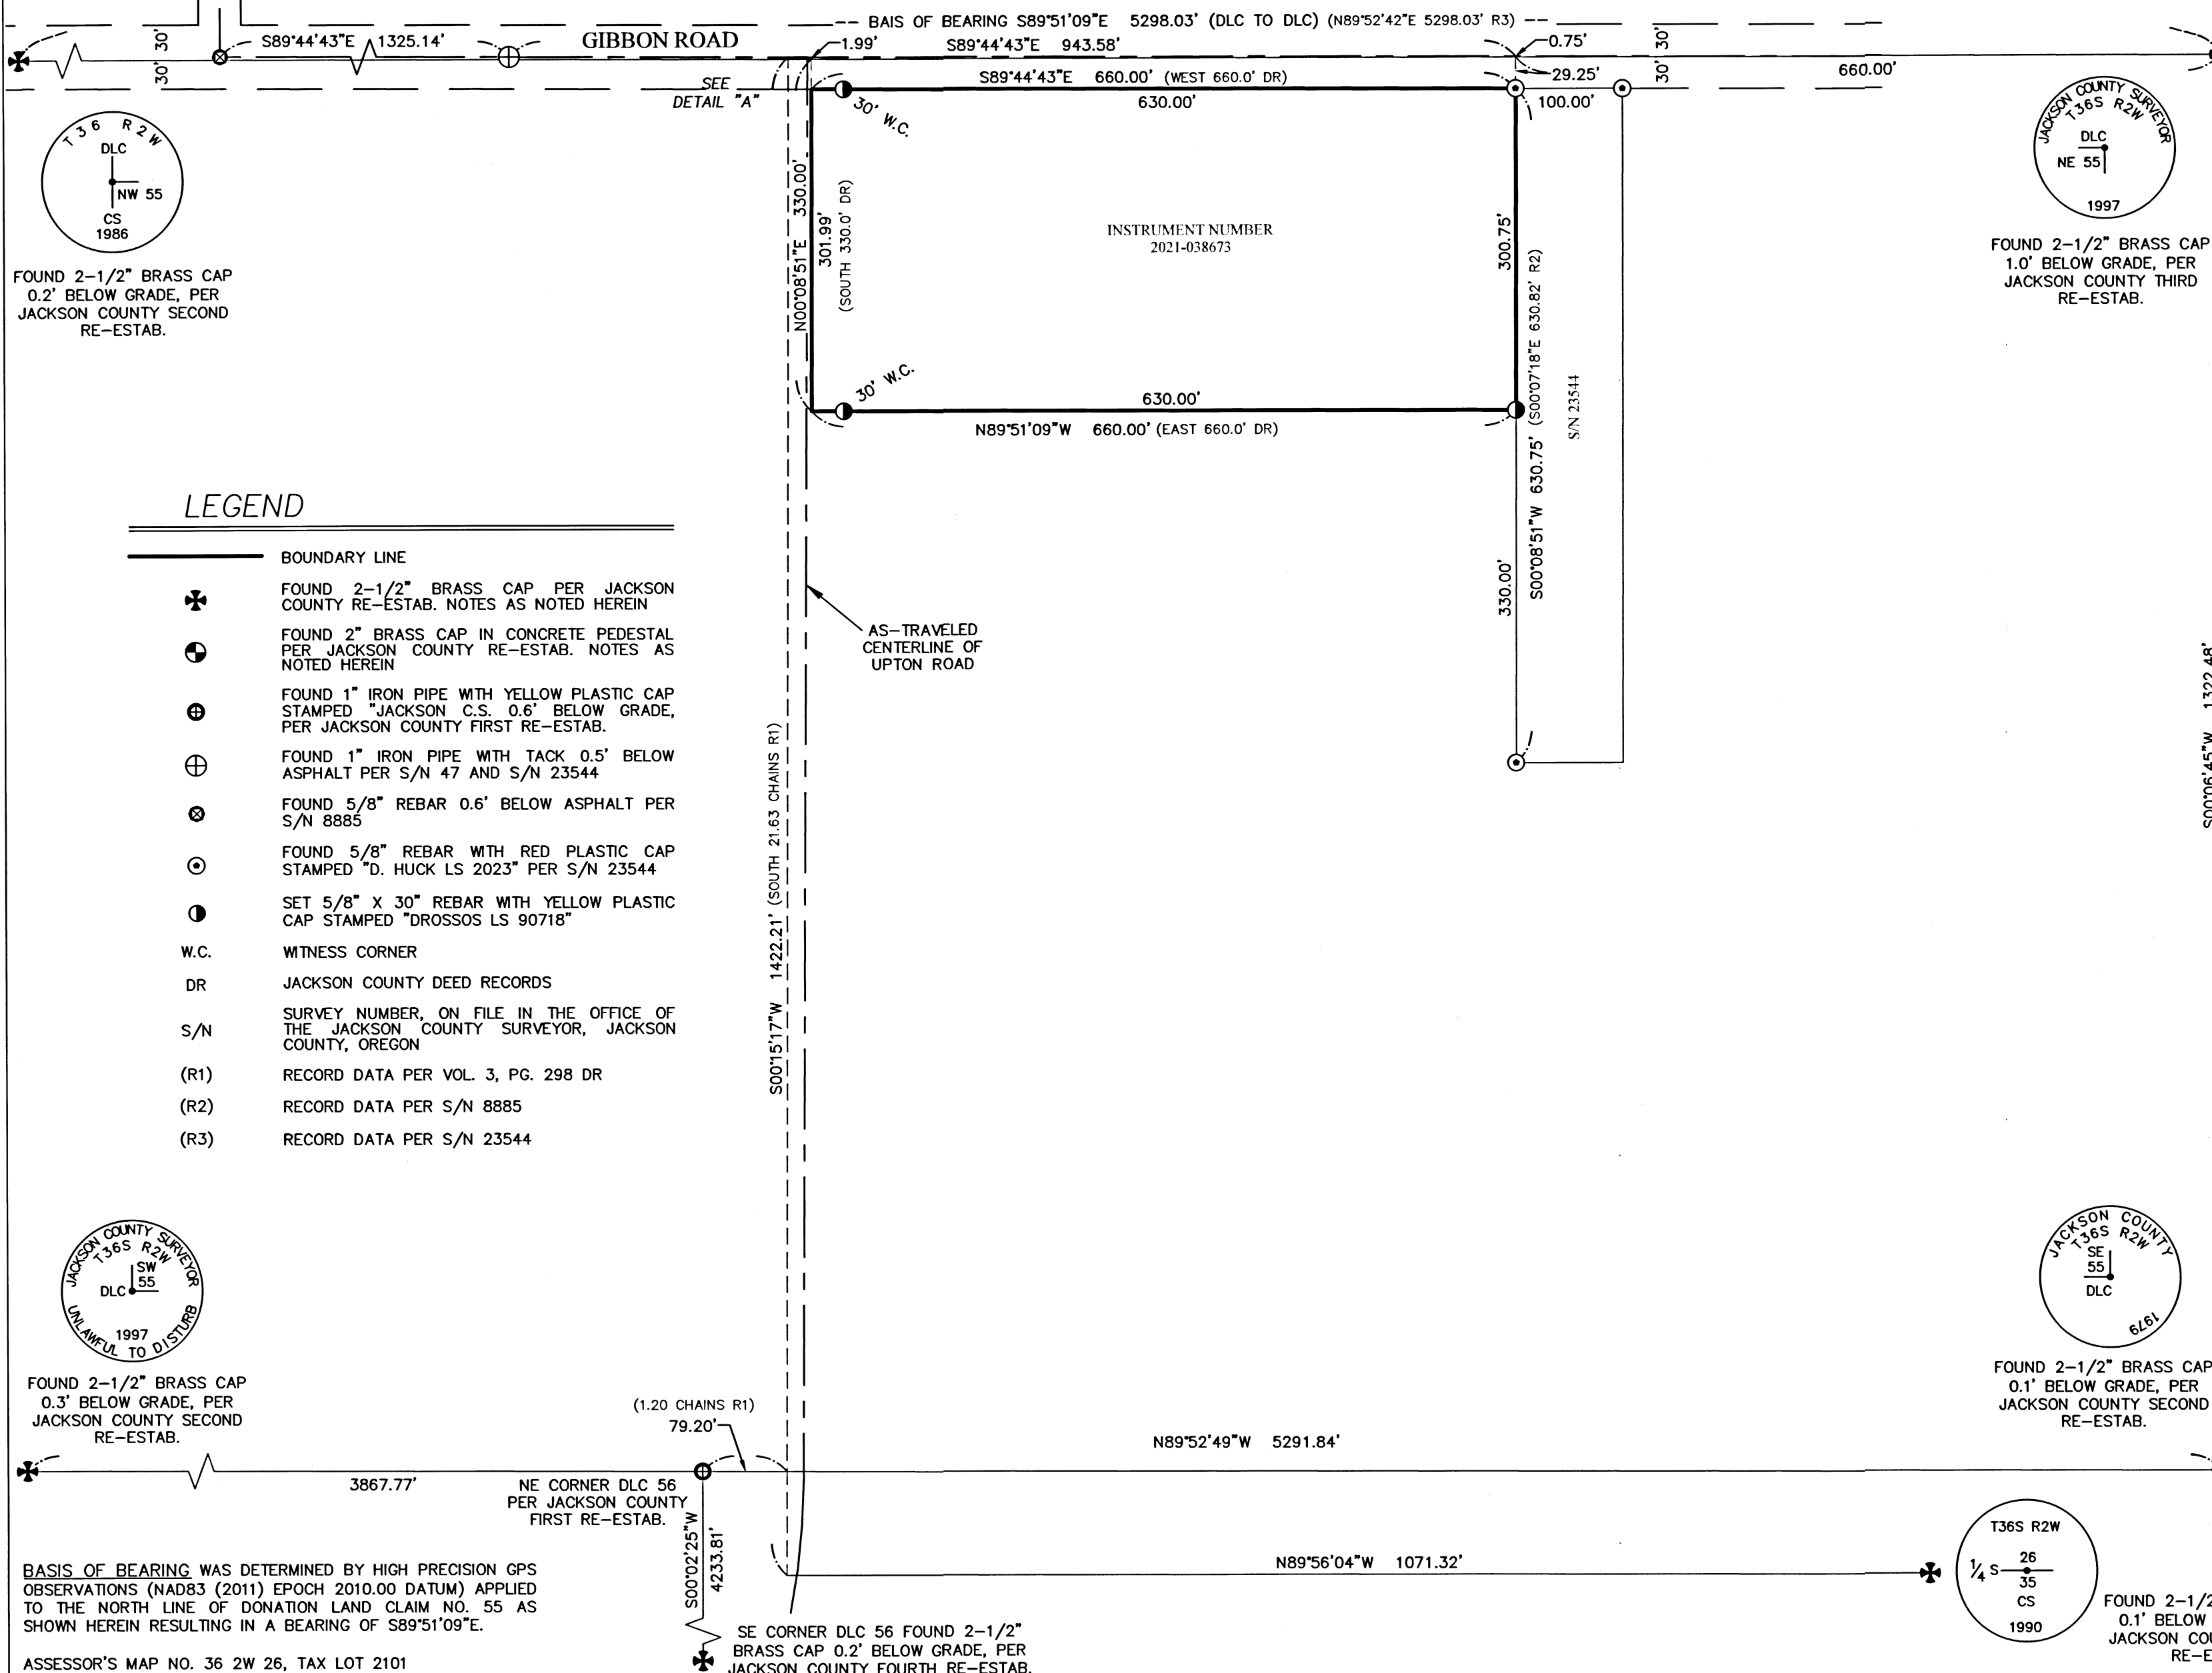 -- BAIS OF BEARING S89°51'09"E 5298.03' (DLC TO DLC) (N89°52'42"E 5298.03' R3) --
30'
30'
S89°44'43"E 1325.14'
GIBBON ROAD
1.99'
S89°44'43"E 943.58'
0.75'
30'
30'
660.00'
SEE
DETAIL "A"
S89°44'43"E 660.00' (WEST 660.0' DR)
29.25'
30' W.C.
630.00'
100.00'
T36 R2W
DLC
NW 55
CS
1986
FOUND 2-1/2" BRASS CAP
0.2' BELOW GRADE, PER
JACKSON COUNTY SECOND
RE-ESTAB.
N00°08'51"E 330.00'
301.99'
(SOUTH 330.0' DR)
INSTRUMENT NUMBER
2021-038673
300.75'
S00°08'51"W 630.75' (S00°07'18"E 630.82' R2)
S/N 23544
330.00'
JACKSON COUNTY SURVEYOR
T36S R2W
DLC
NE 55
1997
FOUND 2-1/2" BRASS CAP
1.0' BELOW GRADE, PER
JACKSON COUNTY THIRD
RE-ESTAB.
30' W.C.
630.00'
N89°51'09"W 660.00' (EAST 660.0' DR)
LEGEND
BOUNDARY LINE
FOUND 2-1/2" BRASS CAP PER JACKSON
COUNTY RE-ESTAB. NOTES AS NOTED HEREIN
FOUND 2" BRASS CAP IN CONCRETE PEDESTAL
PER JACKSON COUNTY RE-ESTAB. NOTES AS
NOTED HEREIN
FOUND 1" IRON PIPE WITH YELLOW PLASTIC CAP
STAMPED "JACKSON C.S. 0.6' BELOW GRADE,
PER JACKSON COUNTY FIRST RE-ESTAB.
FOUND 1" IRON PIPE WITH TACK 0.5' BELOW
ASPHALT PER S/N 47 AND S/N 23544
FOUND 5/8" REBAR 0.6' BELOW ASPHALT PER
S/N 8885
FOUND 5/8" REBAR WITH RED PLASTIC CAP
STAMPED "D. HUCK LS 2023" PER S/N 23544
SET 5/8" X 30" REBAR WITH YELLOW PLASTIC
CAP STAMPED "DROSSOS LS 90718"
W.C. WITNESS CORNER
DR JACKSON COUNTY DEED RECORDS
S/N SURVEY NUMBER, ON FILE IN THE OFFICE OF
THE JACKSON COUNTY SURVEYOR, JACKSON
COUNTY, OREGON
(R1) RECORD DATA PER VOL. 3, PG. 298 DR
(R2) RECORD DATA PER S/N 8885
(R3) RECORD DATA PER S/N 23544
AS-TRAVELED
CENTERLINE OF
UPTON ROAD
S00°15'17"W 1422.21' (SOUTH 21.63 CHAINS R1)
S00°06'45"W 1322.48'
JACKSON COUNTY SURVEYOR
T36S R2W
SW
55
DLC
1997
UNLAWFUL TO DISTURB
FOUND 2-1/2" BRASS CAP
0.3' BELOW GRADE, PER
JACKSON COUNTY SECOND
RE-ESTAB.
JACKSON COUNTY
T36S R2W
SE
55
DLC
1979
FOUND 2-1/2" BRASS CAP
0.1' BELOW GRADE, PER
JACKSON COUNTY SECOND
RE-ESTAB.
(1.20 CHAINS R1)
79.20'
N89°52'49"W 5291.84'
3867.77'
NE CORNER DLC 56
PER JACKSON COUNTY
FIRST RE-ESTAB.
S00°02'25"W
4233.81'
N89°56'04"W 1071.32'
T36S R2W
1/4 S
26
35
CS
1990
FOUND 2-1/2
0.1' BELOW
JACKSON COU
RE-E
BASIS OF BEARING WAS DETERMINED BY HIGH PRECISION GPS
OBSERVATIONS (NAD83 (2011) EPOCH 2010.00 DATUM) APPLIED
TO THE NORTH LINE OF DONATION LAND CLAIM NO. 55 AS
SHOWN HEREIN RESULTING IN A BEARING OF S89°51'09"E.
SE CORNER DLC 56 FOUND 2-1/2"
BRASS CAP 0.2' BELOW GRADE, PER
JACKSON COUNTY FOURTH RE-ESTAB.
ASSESSOR'S MAP NO. 36 2W 26, TAX LOT 2101